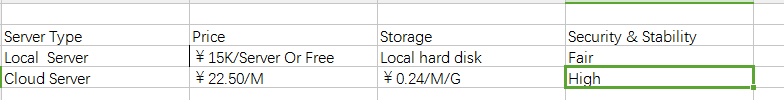 Server Type Price Storage Security & Stability
Local  Server ¥ 15K/Server Or Free Local hard disk Fair
Cloud Server ¥ 22.50/M ¥ 0.24/M/G High